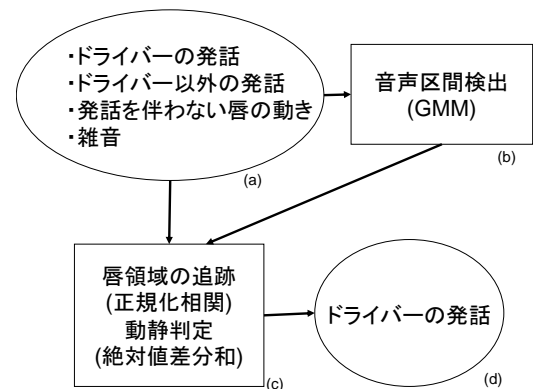 ・ドライバーの発話
・ドライバー以外の発話
・発話を伴わない唇の動き
・雑音
(a)
音声区間検出
(GMM)
(b)
唇領域の追跡
(正規化相関)
動静判定
(絶対値差分和)
(c)
ドライバーの発話
(d)